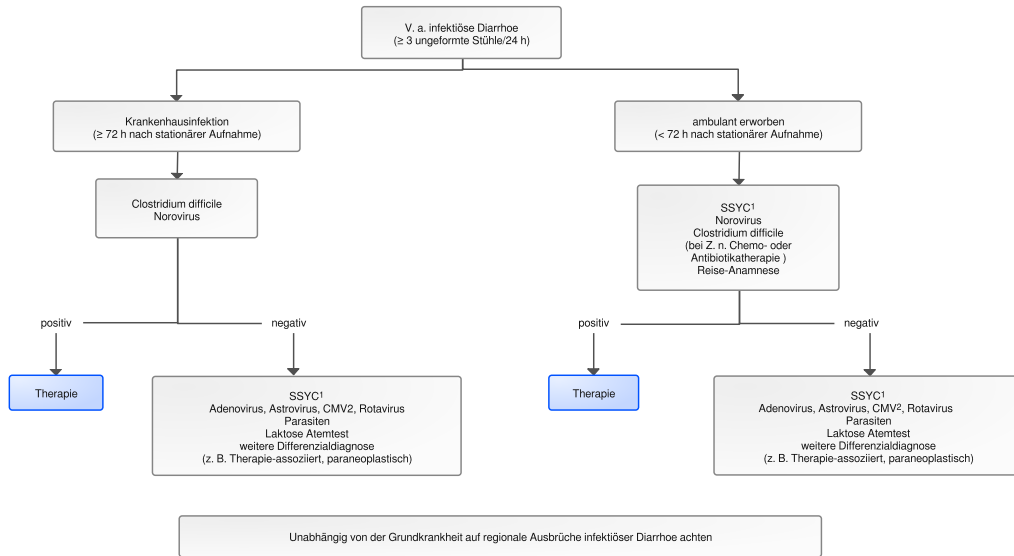 V. a. infektiöse Diarrhoe
(≥ 3 ungeformte Stühle/24 h)
Krankenhausinfektion
(≥ 72 h nach stationärer Aufnahme)
ambulant erworben
(< 72 h nach stationärer Aufnahme)
Clostridium difficile
Norovirus
SSYC¹
Norovirus
Clostridium difficile
(bei Z. n. Chemo- oder
Antibiotikatherapie )
Reise-Anamnese
positiv
negativ
positiv
negativ
Therapie
SSYC¹
Adenovirus, Astrovirus, CMV2, Rotavirus
Parasiten
Laktose Atemtest
weitere Differenzialdiagnose
(z. B. Therapie-assoziiert, paraneoplastisch)
Therapie
SSYC¹
Adenovirus, Astrovirus, CMV², Rotavirus
Parasiten
Laktose Atemtest
weitere Differenzialdiagnose
(z. B. Therapie-assoziiert, paraneoplastisch)
Unabhängig von der Grundkrankheit auf regionale Ausbrüche infektiöser Diarrhoe achten